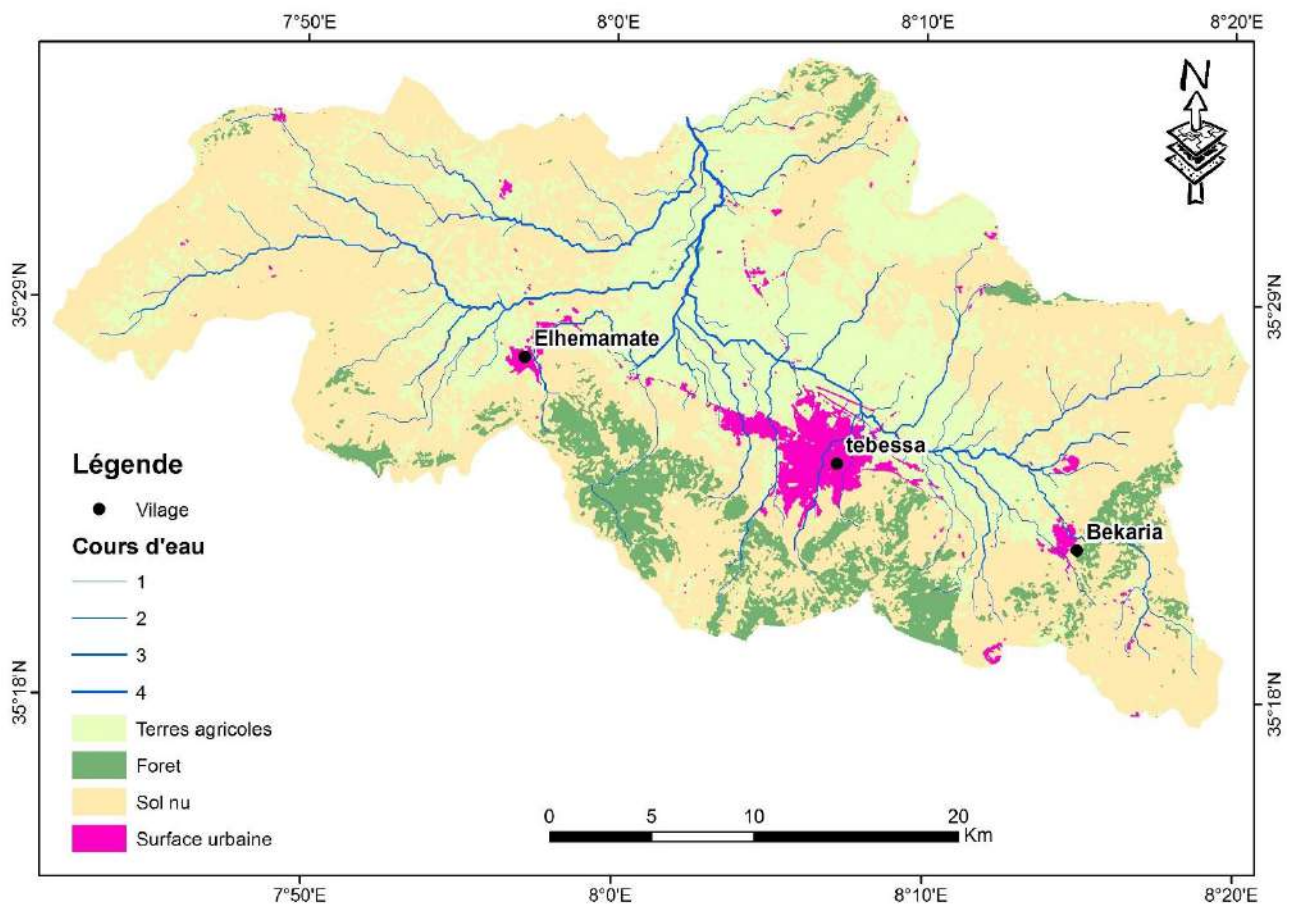 7°50'E 8°0'E 8°10'E 8°20'E
N
35°29'N 35°29'N
Elhemamate
tebessa
Bekaria
Légende
Vilage
Cours d'eau
1
2
3
4
35°18'N 35°18'N
Terres agricoles
Foret
Sol nu
Surface urbaine
0 5 10 20
Km
7°50'E 8°0'E 8°10'E 8°20'E